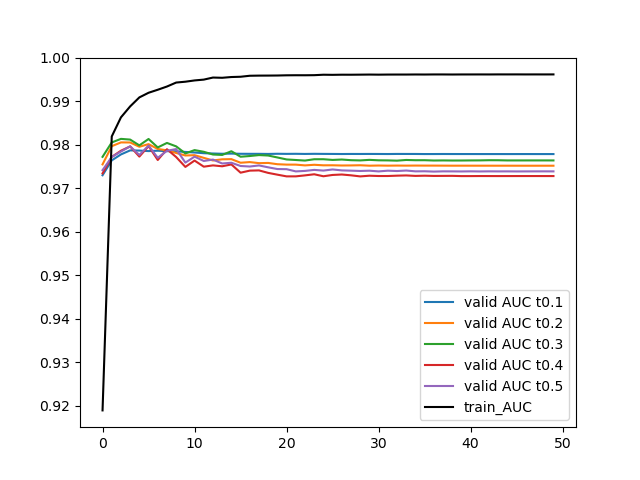 1.00
0.99
0.98
0.97
0.96
0.95
0.94
0.93
0.92
0 10 20 30 40 50
valid AUC t0.1
valid AUC t0.2
valid AUC t0.3
valid AUC t0.4
valid AUC t0.5
train_AUC